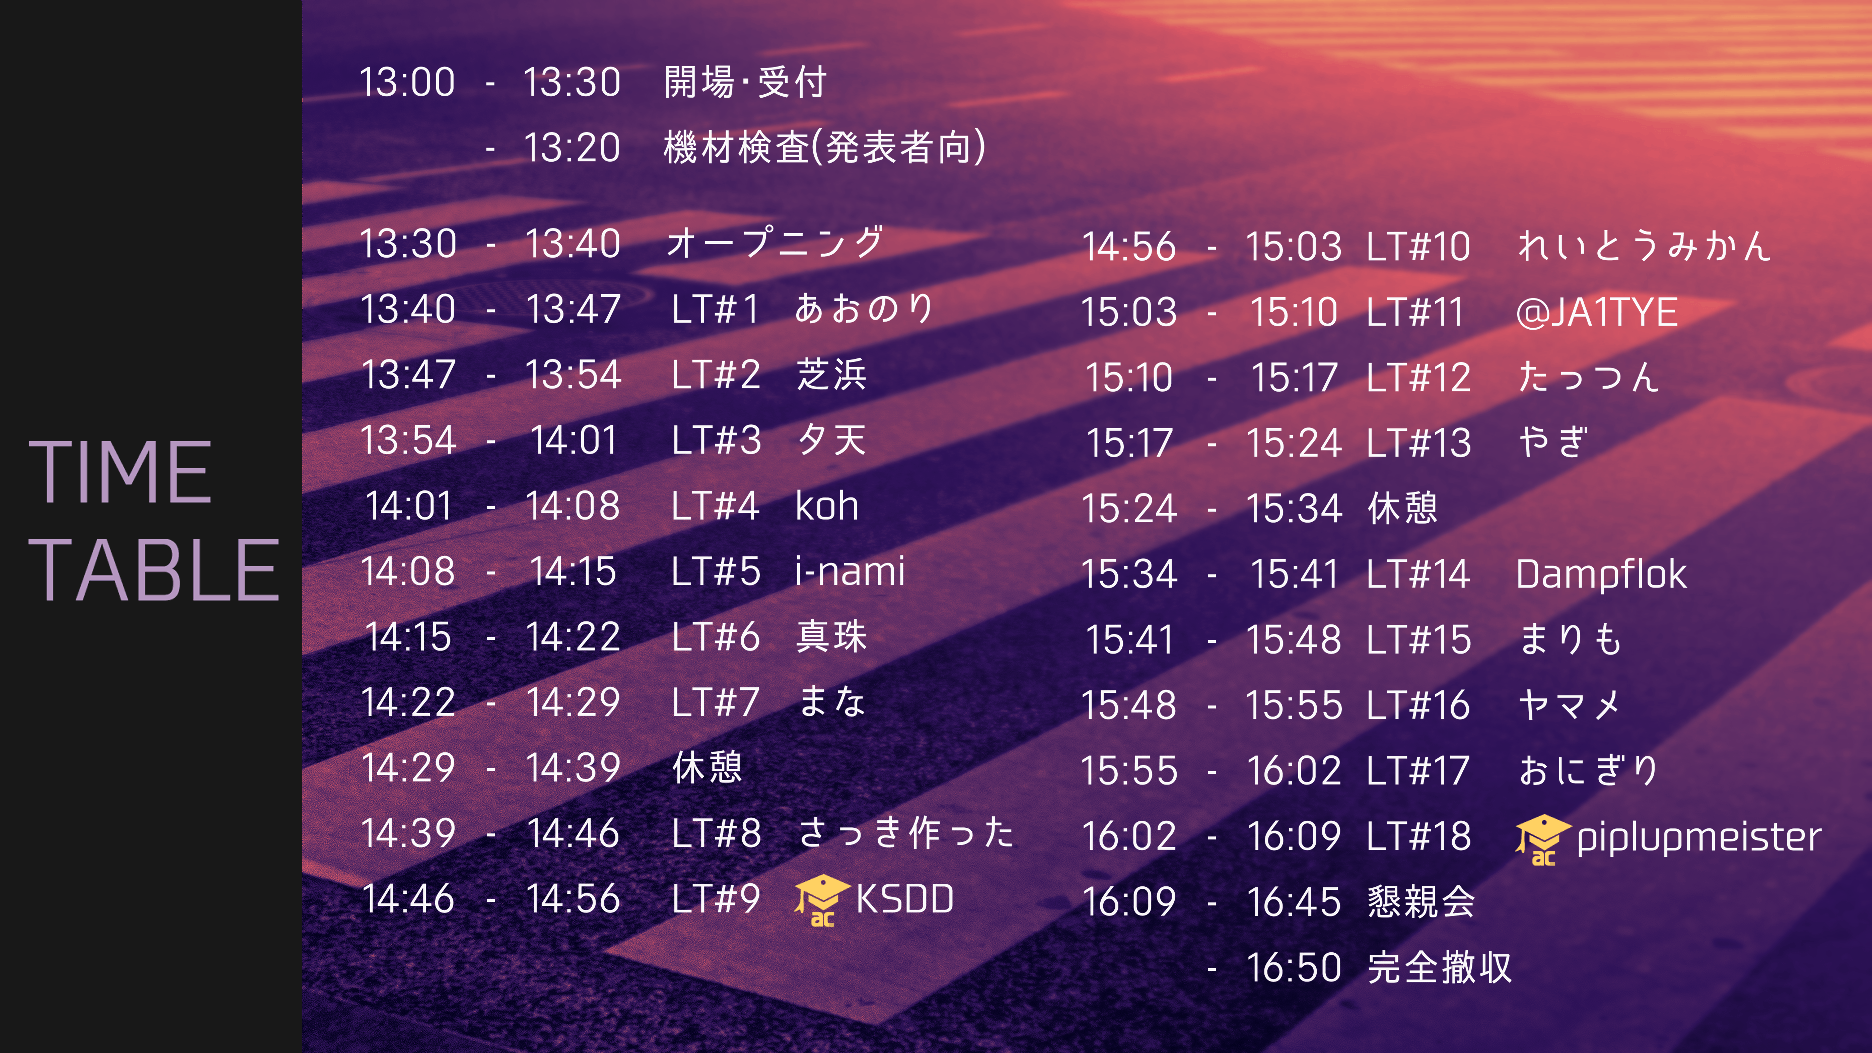 TIME
TABLE
13:00 - 13:30 開場・受付
- 13:20 機材検査(発表者向)
13:30 - 13:40 オープニング
13:40 - 13:47 LT#1 あおのり
13:47 - 13:54 LT#2 芝浜
13:54 - 14:01 LT#3 夕天
14:01 - 14:08 LT#4 koh
14:08 - 14:15 LT#5 i-nami
14:15 - 14:22 LT#6 真珠
14:22 - 14:29 LT#7 まな
14:29 - 14:39 休憩
14:39 - 14:46 LT#8 さっき作った
14:46 - 14:56 LT#9 ac KSDD
14:56 - 15:03 LT#10 れいとうみかん
15:03 - 15:10 LT#11 @JA1TYE
15:10 - 15:17 LT#12 たっつん
15:17 - 15:24 LT#13 やぎ
15:24 - 15:34 休憩
15:34 - 15:41 LT#14 Dampflok
15:41 - 15:48 LT#15 まりも
15:48 - 15:55 LT#16 ヤマメ
15:55 - 16:02 LT#17 おにぎり
16:02 - 16:09 LT#18 ac piplupmeister
16:09 - 16:45 懇親会
- 16:50 完全撤収